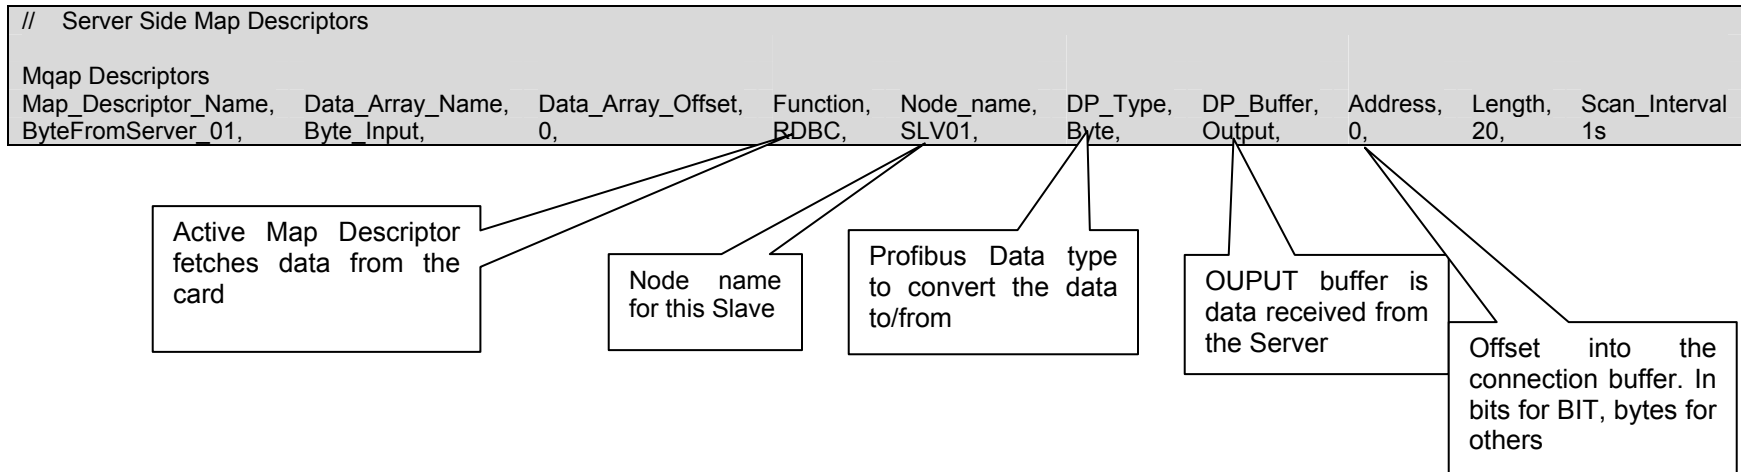 // Server Side Map Descriptors
Mqap Descriptors
Map_Descriptor_Name, Data_Array_Name, Data_Array_Offset, Function, Node_name, DP_Type, DP_Buffer, Address, Length, Scan_Interval
ByteFromServer_01, Byte_Input, 0, RDBC, SLV01, Byte, Output, 0, 20, 1s
Active Map Descriptor
fetches data from the
card
Node name
for this Slave
Profibus Data type
to convert the data
to/from
OUPUT buffer is
data received from
the Server
Offset into the
connection buffer. In
bits for BIT, bytes for
others